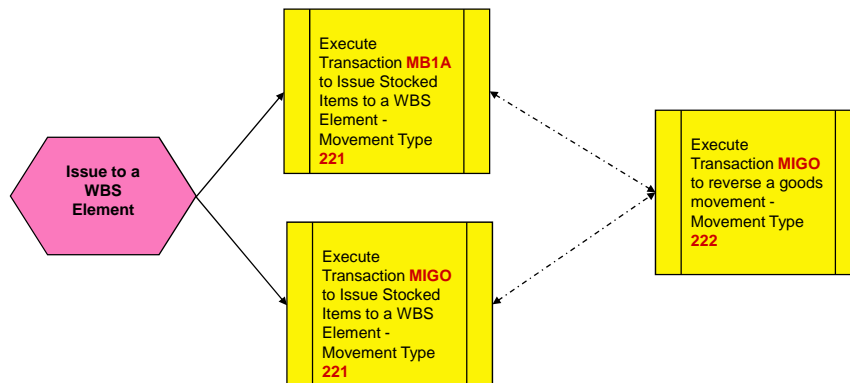 Issue to a
WBS
Element
Execute
Transaction MB1A
to Issue Stocked
Items to a WBS
Element -
Movement Type
221
Execute
Transaction MIGO
to Issue Stocked
Items to a WBS
Element -
Movement Type
221
Execute
Transaction MIGO
to reverse a goods
movement -
Movement Type
222